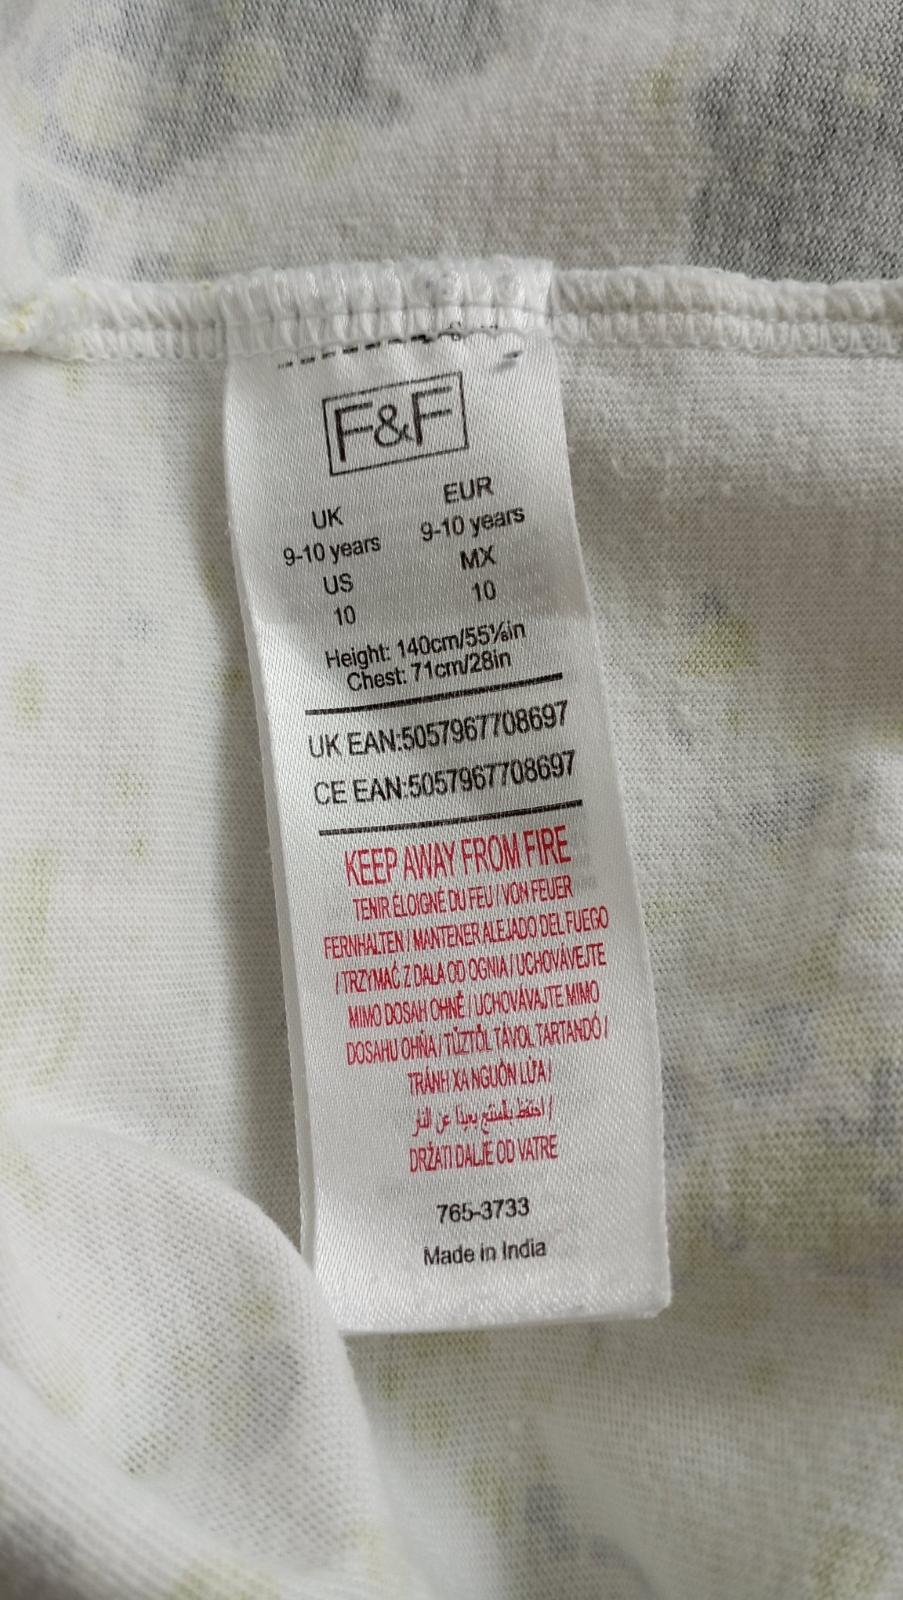 F&F
UK EUR
9-10 years 9-10 years
US MX
10 10
Height: 140cm/55⅛in
Chest: 71cm/28in
UK EAN:5057967708697
CE EAN:5057967708697
KEEP AWAY FROM FIRE
TENIR ÉLOIGNÉ DU FEU / VON FEUER
FERNHALTEN / MANTENER ALEJADO DEL FUEGO
/ TRZYMAĆ Z DALA OD OGNIA / UCHOVÁVEJTE
MIMO DOSAH OHNĚ / UCHOVÁVAJTE MIMO
DOSAHU OHŇA / TŰZTŐL TÁVOL TARTANDÓ /
TRÁNH XA NGUỒN LỬA /
/ احتفظ بالمنتج بعيدًا عن النار
DRŽATI DALJE OD VATRE
765-3733
Made in India